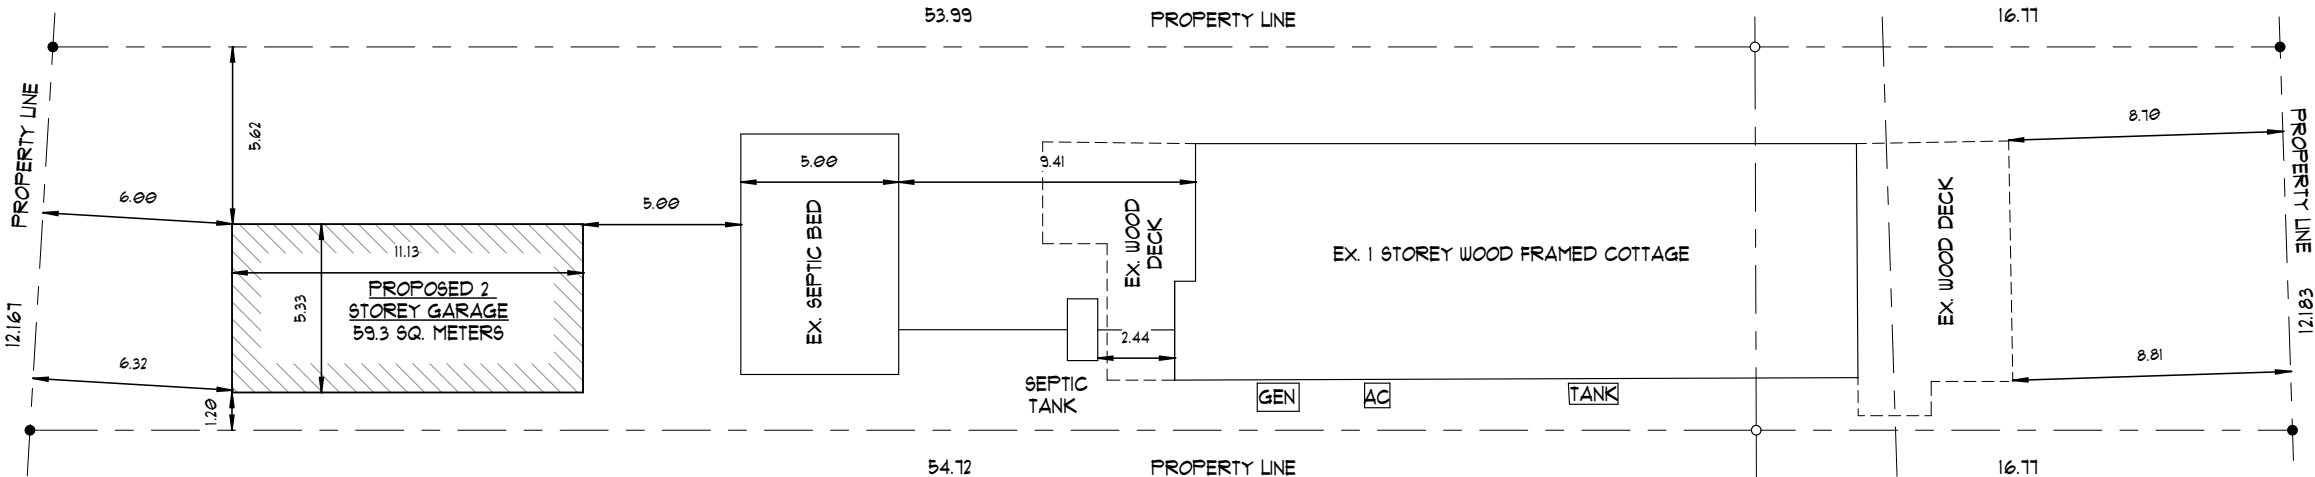 53.99
PROPERTY LINE
16.77
PROPERTY LINE
5.62
8.70
PROPERTY LINE
6.00
5.00
5.00
9.41
11.13
5.33
PROPOSED 2
STOREY GARAGE
59.3 SQ. METERS
EX. SEPTIC BED
EX. WOOD
DECK
EX. 1 STOREY WOOD FRAMED COTTAGE
EX. WOOD DECK
12.167
12.183
6.32
2.44
8.81
1.20
SEPTIC
TANK
GEN
AC
TANK
54.72
PROPERTY LINE
16.77